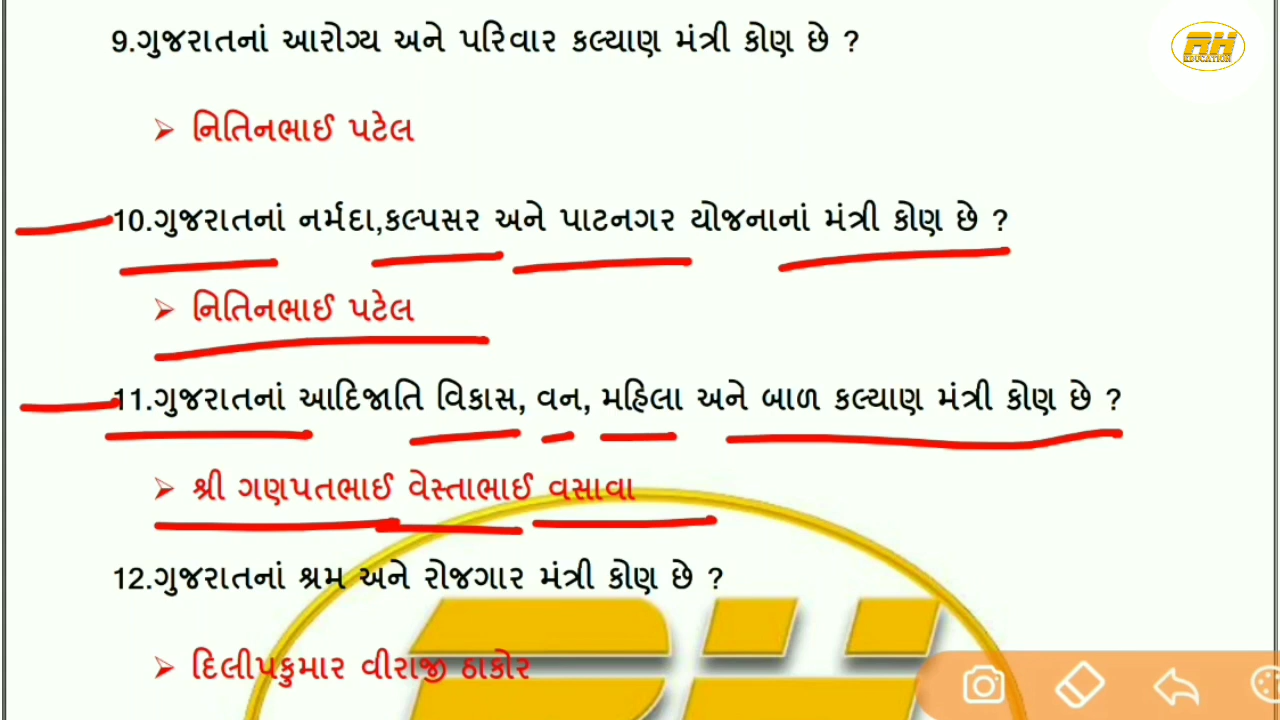 9.ગુજરાતનાં આરોગ્ય અને પરિવાર કલ્યાણ મંત્રી કોણ છે ?
RH
EDUCATION
➢ નિતિનભાઈ પટેલ
10.ગુજરાતનાં નર્મદા,કલ્પસર અને પાટનગર યોજનાનાં મંત્રી કોણ છે ?
➢ નિતિનભાઈ પટેલ
11.ગુજરાતનાં આદિજાતિ વિકાસ, વન, મહિલા અને બાળ કલ્યાણ મંત્રી કોણ છે ?
➢ શ્રી ગણપતભાઈ વેસ્તાભાઈ વસાવા
12.ગુજરાતનાં શ્રમ અને રોજગાર મંત્રી કોણ છે ?
➢ દિલીપકુમાર વીરાજી ઠાકોર